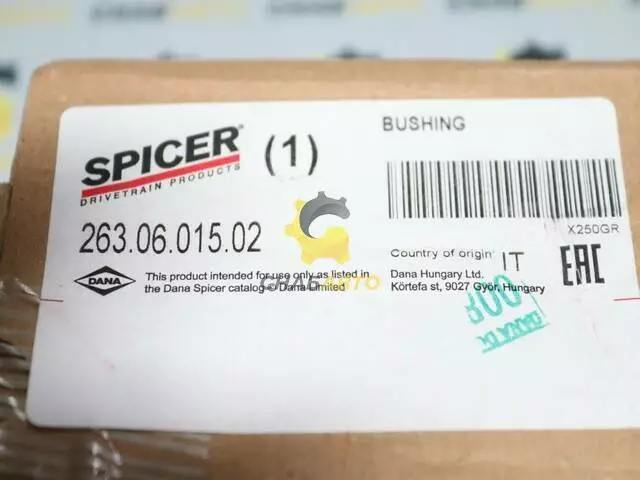 BUSHING
SPICER® (1)
DRIVETRAIN PRODUCTS
263.06.015.02
X250GR
Country of origin IT
EAC
DANA
This product intended for use only as listed in
the Dana Spicer catalog - Dana Limited
Dana Hungary Ltd.
Körtefa st, 9027 Győr, Hungary
СНАБАВТО